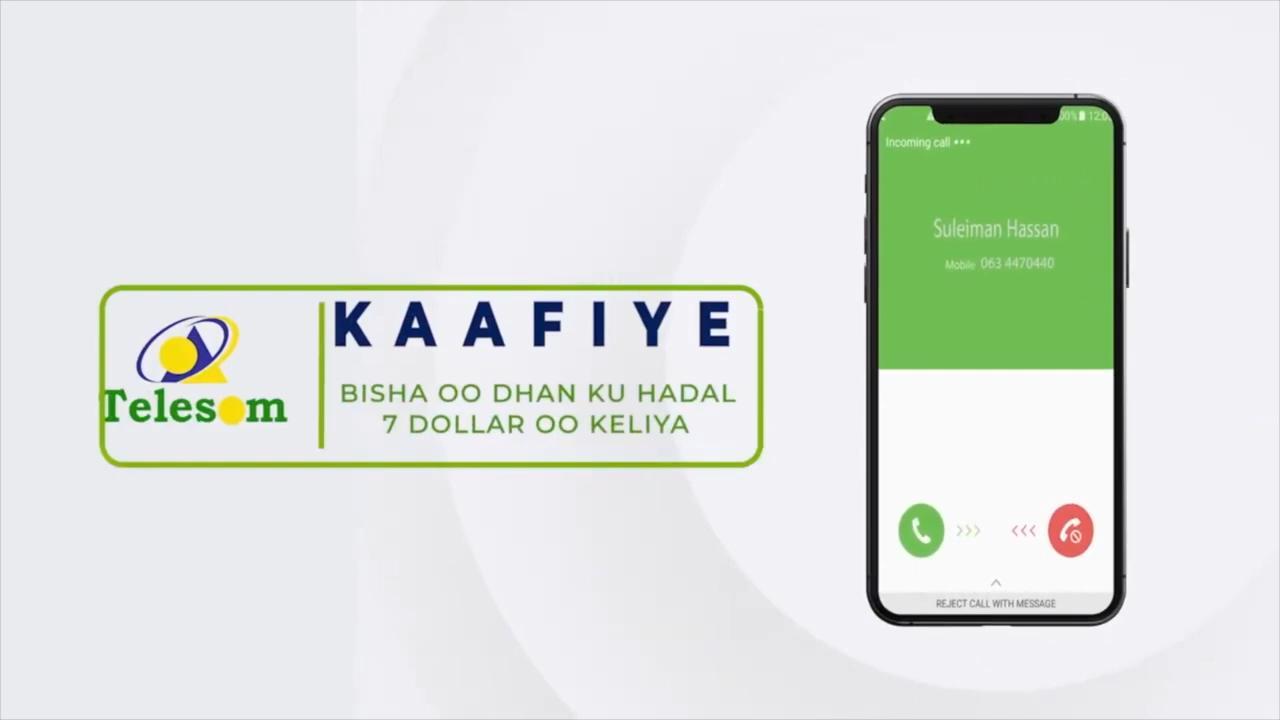 Telesom
KAAFIYE
BISHA OO DHAN KU HADAL
7 DOLLAR OO KELIYA
Incoming call •••
Suleiman Hassan
Mobile 063 4470440
REJECT CALL WITH MESSAGE